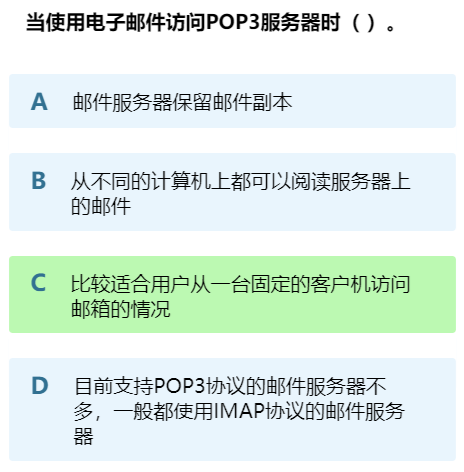 当使用电子邮件访问POP3服务器时（ ）。
A 邮件服务器保留邮件副本
B 从不同的计算机上都可以阅读服务器上
的邮件
C 比较适合用户从一台固定的客户机访问
邮箱的情况
D 目前支持POP3协议的邮件服务器不
多，一般都使用IMAP协议的邮件服务
器